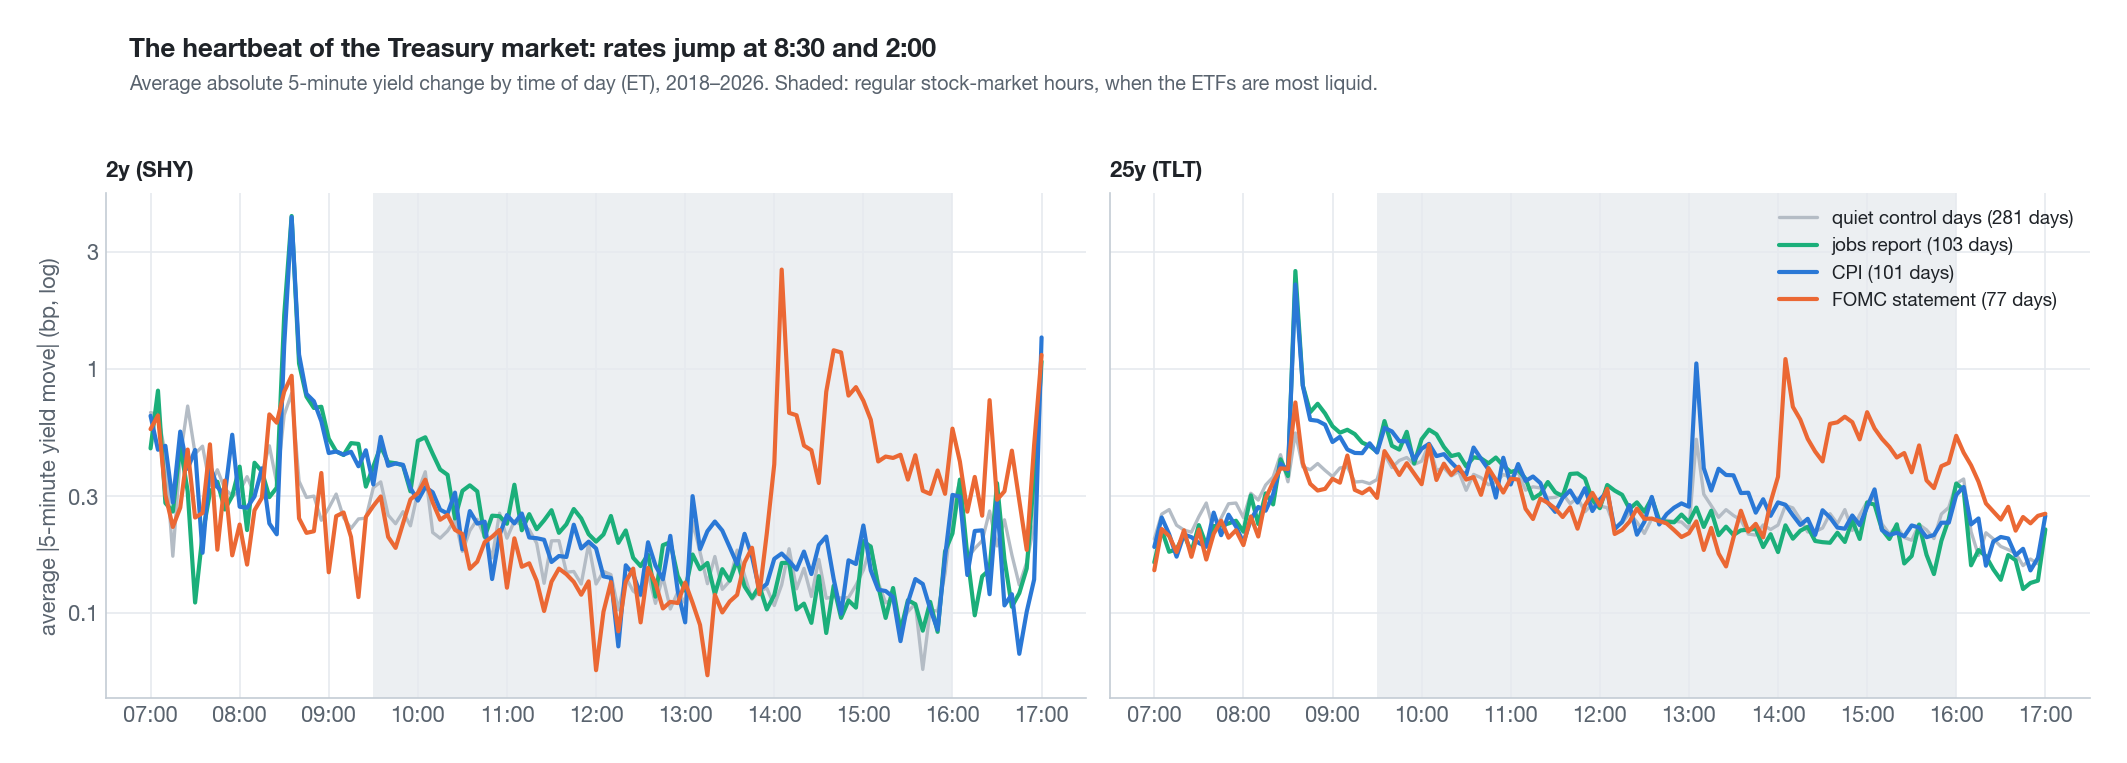 The heartbeat of the Treasury market: rates jump at 8:30 and 2:00
Average absolute 5-minute yield change by time of day (ET), 2018–2026. Shaded: regular stock-market hours, when the ETFs are most liquid.
2y (SHY)
average |5-minute yield move| (bp, log)
3
1
0.3
0.1
07:00 08:00 09:00 10:00 11:00 12:00 13:00 14:00 15:00 16:00 17:00
25y (TLT)
quiet control days (281 days)
jobs report (103 days)
CPI (101 days)
FOMC statement (77 days)
07:00 08:00 09:00 10:00 11:00 12:00 13:00 14:00 15:00 16:00 17:00